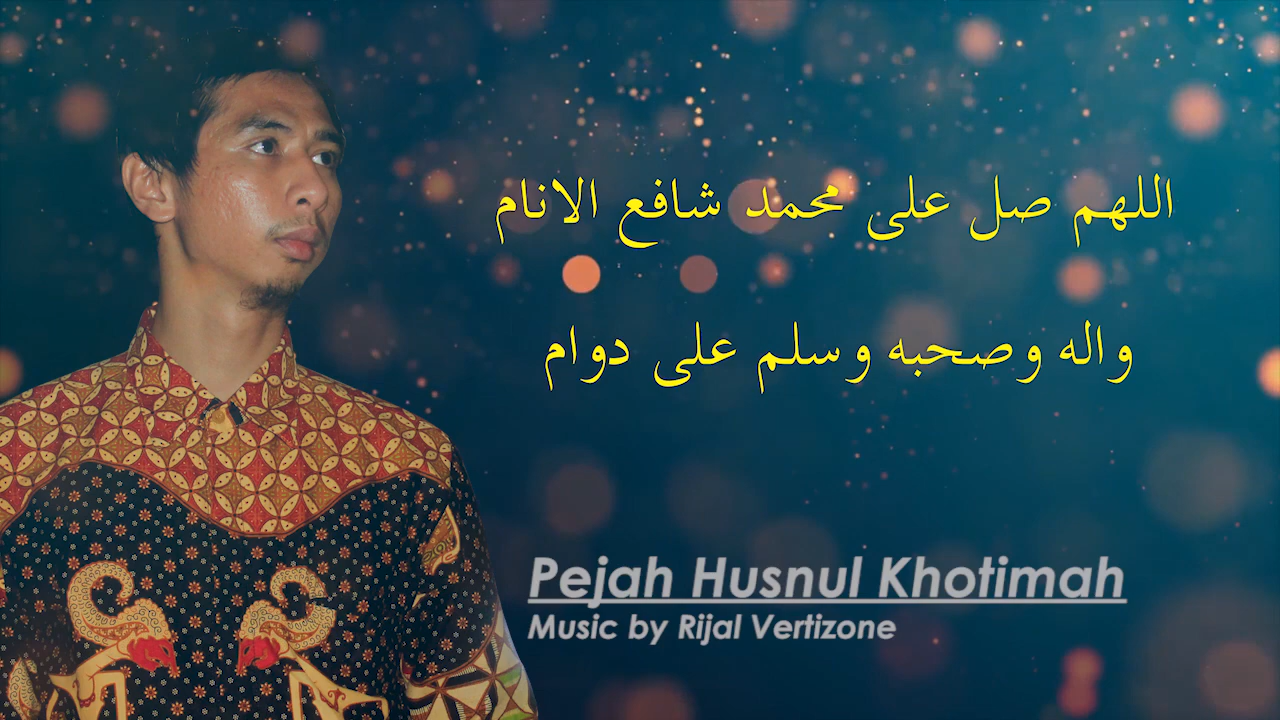 اللهم صل على محمد شافع الانام
واله وصحبه وسلم على دوام
Pejah Husnul Khotimah
Music by Rijal Vertizone